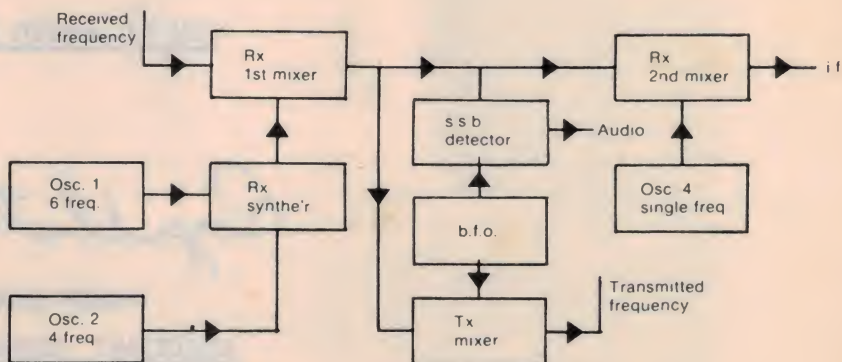 Received
frequency
Rx
1st mixer
Rx
2nd mixer
i f
s s b
detector
Audio
Osc. 1
6 freq.
Rx
synthe'r
Osc 4
single freq
b.f.o.
Transmitted
frequency
Osc. 2
4 freq
Tx
mixer